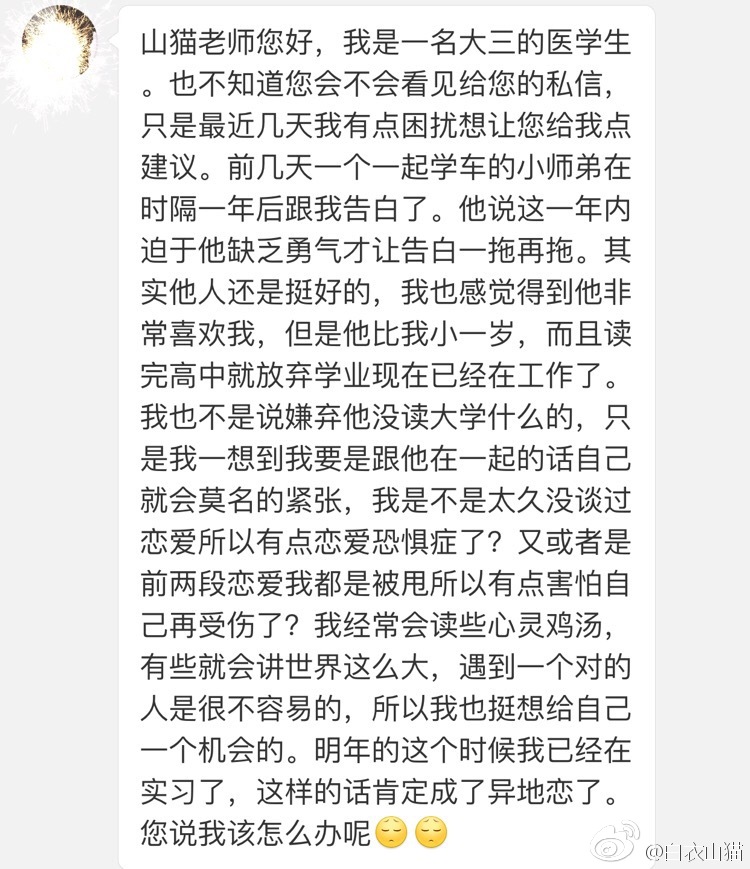 山猫老师您好，我是一名大三的医学生
。也不知道您会不会看见给您的私信，
只是最近几天我有点困扰想让您给我点
建议。前几天一个一起学车的小师弟在
时隔一年后跟我告白了。他说这一年内
迫于他缺乏勇气才让告白一拖再拖。其
实他人还是挺好的，我也感觉得到他非
常喜欢我，但是他比我小一岁，而且读
完高中就放弃学业现在已经在工作了。
我也不是说嫌弃他没读大学什么的，只
是我一想到我要是跟他在一起的话自己
就会莫名的紧张，我是不是太久没谈过
恋爱所以有点恋爱恐惧症了？又或者是
前两段恋爱我都是被甩所以有点害怕自
己再受伤了？我经常会读些心灵鸡汤，
有些就会讲世界这么大，遇到一个对的
人是很不容易的，所以我也挺想给自己
一个机会的。明年的这个时候我已经在
实习了，这样的话肯定成了异地恋了。
您说我该怎么办呢😔😔
@白衣山猫